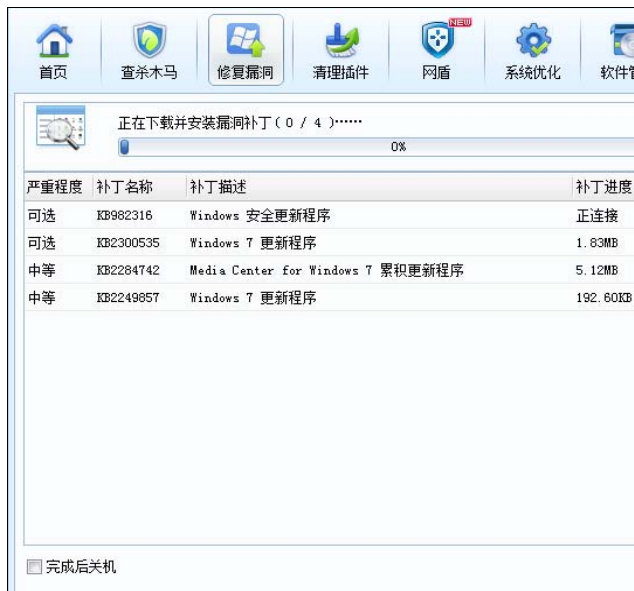 NEW
首页 查杀木马 修复漏洞 清理插件 网盾 系统优化 软件管
正在下载并安装漏洞补丁( 0 / 4 )……
0%
严重程度 补丁名称 补丁描述 补丁进度
可选 KB982316 Windows 安全更新程序 正连接
可选 KB2300535 Windows 7 更新程序 1.83MB
中等 KB2284742 Media Center for Windows 7 累积更新程序 5.12MB
中等 KB2249857 Windows 7 更新程序 192.60KB
完成后关机